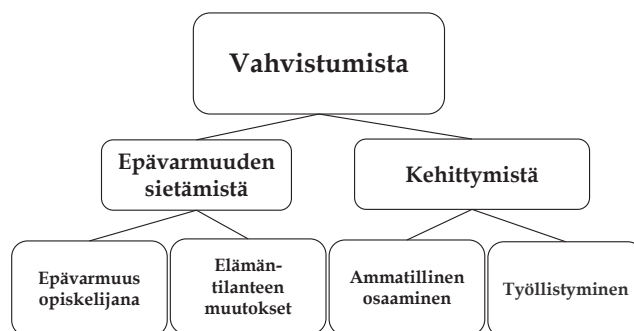 Vahvistumista
Epävarmuuden
sietämistä
Kehittymistä
Epävarmuus
opiskelijana
Elämän-
tilanteen
muutokset
Ammatillinen
osaaminen
Työllistyminen